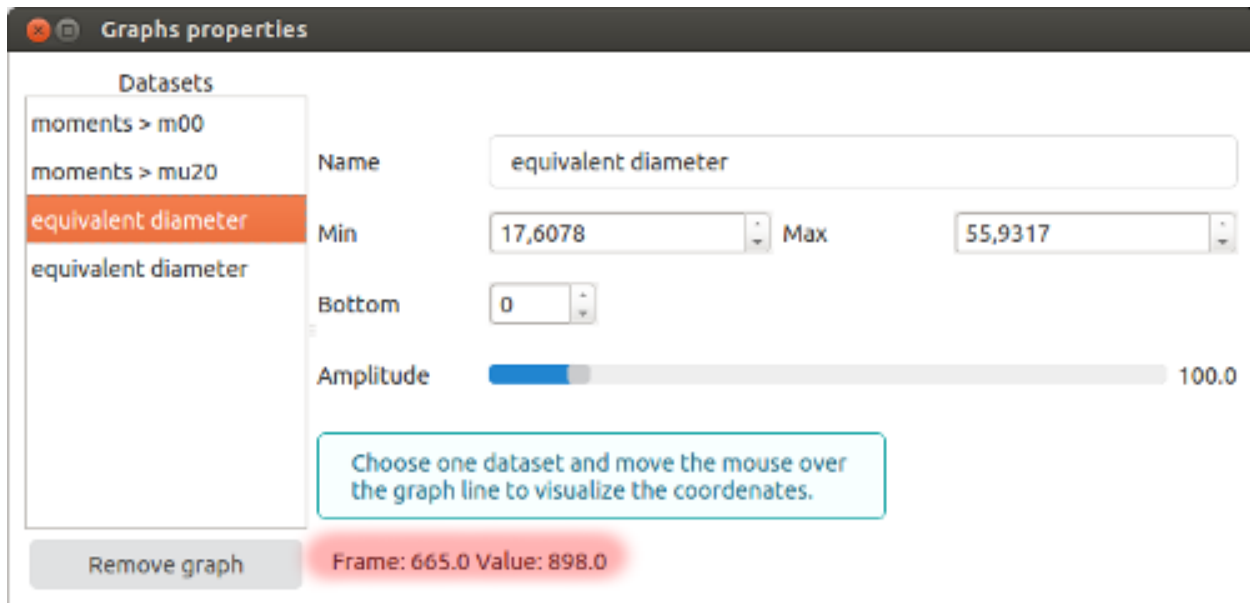 Graphs properties
Datasets
moments > m00
moments > mu20
equivalent diameter
equivalent diameter
Remove graph
Name equivalent diameter
Min 17,6078 Max 55,9317
Bottom 0
Amplitude 100.0
Choose one dataset and move the mouse over
the graph line to visualize the coordenates.
Frame: 665.0 Value: 898.0